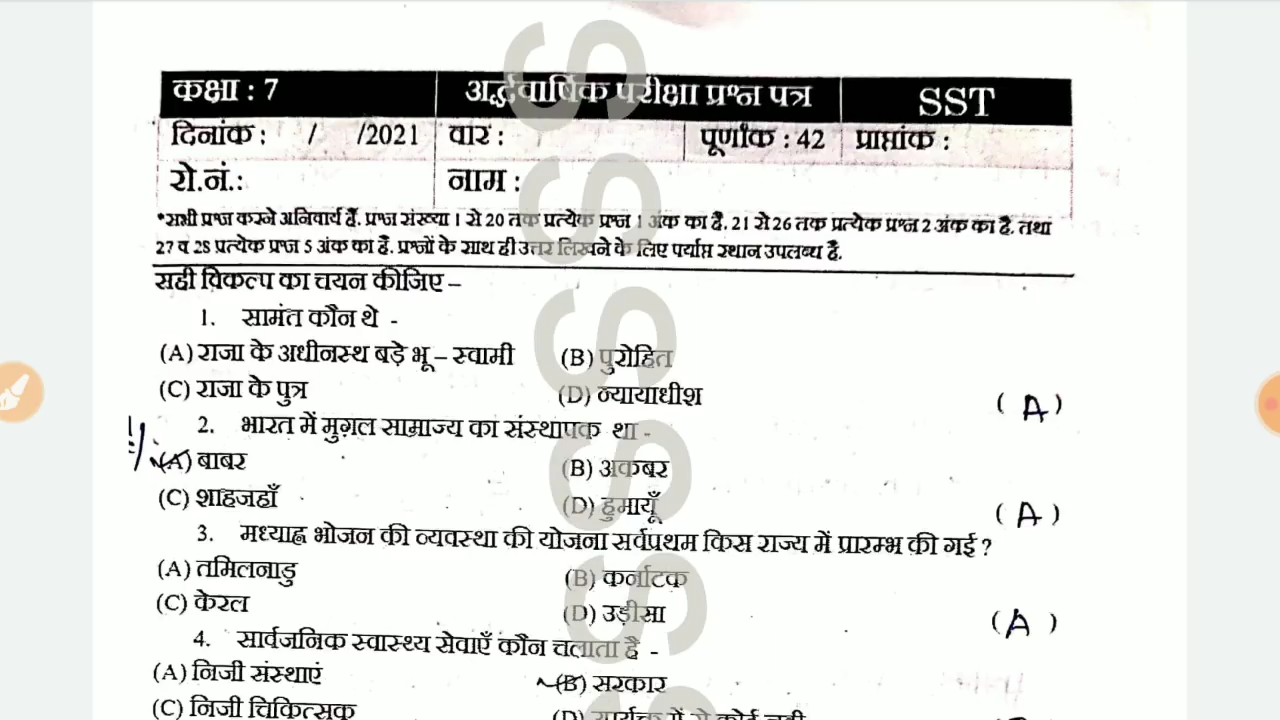 कक्षा : 7 अर्द्धवार्षिक परीक्षा प्रश्न पत्र SST
दिनांक : / /2021 वार : पूर्णांक : 42 प्राप्तांक :
रो.नं.: नाम :
*सभी प्रश्न करने अनिवार्य हैं. प्रश्न संख्या 1 से 20 तक प्रत्येक प्रश्न 1 अंक का है. 21 से 26 तक प्रत्येक प्रश्न 2 अंक का है. तथा
27 व 28 प्रत्येक प्रश्न 5 अंक का है. प्रश्नों के साथ ही उत्तर लिखने के लिए पर्याप्त स्थान उपलब्ध है.
सही विकल्प का चयन कीजिए –
1. सामंत कौन थे -
(A) राजा के अधीनस्थ बड़े भू – स्वामी (B) पुरोहित
(C) राजा के पुत्र (D) न्यायाधीश ( A )
2. भारत में मुग़ल साम्राज्य का संस्थापक था -
(A) बाबर (B) अकबर
(C) शाहजहाँ (D) हुमायूँ ( A )
3. मध्याह्न भोजन की व्यवस्था की योजना सर्वप्रथम किस राज्य में प्रारम्भ की गई ?
(A) तमिलनाडु (B) कर्नाटक
(C) केरल (D) उड़ीसा ( A )
4. सार्वजनिक स्वास्थ्य सेवाएँ कौन चलाता है -
(A) निजी संस्थाएं (B) सरकार
(C) निजी चिकित्सक (D)
SSSSSS